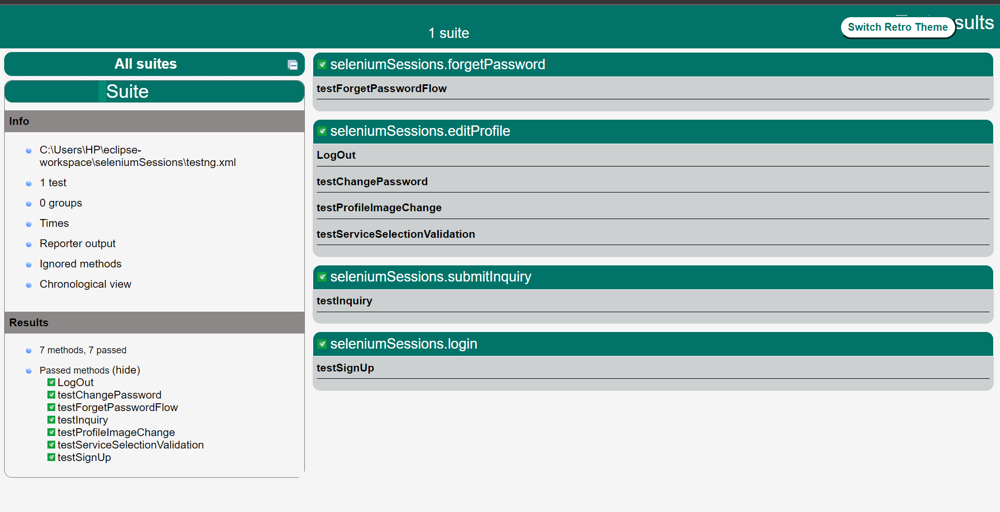 1 suite
Switch Retro Theme
sults
All suites
Suite
Info
C:\Users\HP\eclipse-
workspace\seleniumSessions\testng.xml
1 test
0 groups
Times
Reporter output
Ignored methods
Chronological view
Results
7 methods, 7 passed
Passed methods (hide)
LogOut
testChangePassword
testForgetPasswordFlow
testInquiry
testProfileImageChange
testServiceSelectionValidation
testSignUp
seleniumSessions.forgetPassword
testForgetPasswordFlow
seleniumSessions.editProfile
LogOut
testChangePassword
testProfileImageChange
testServiceSelectionValidation
seleniumSessions.submitInquiry
testInquiry
seleniumSessions.login
testSignUp